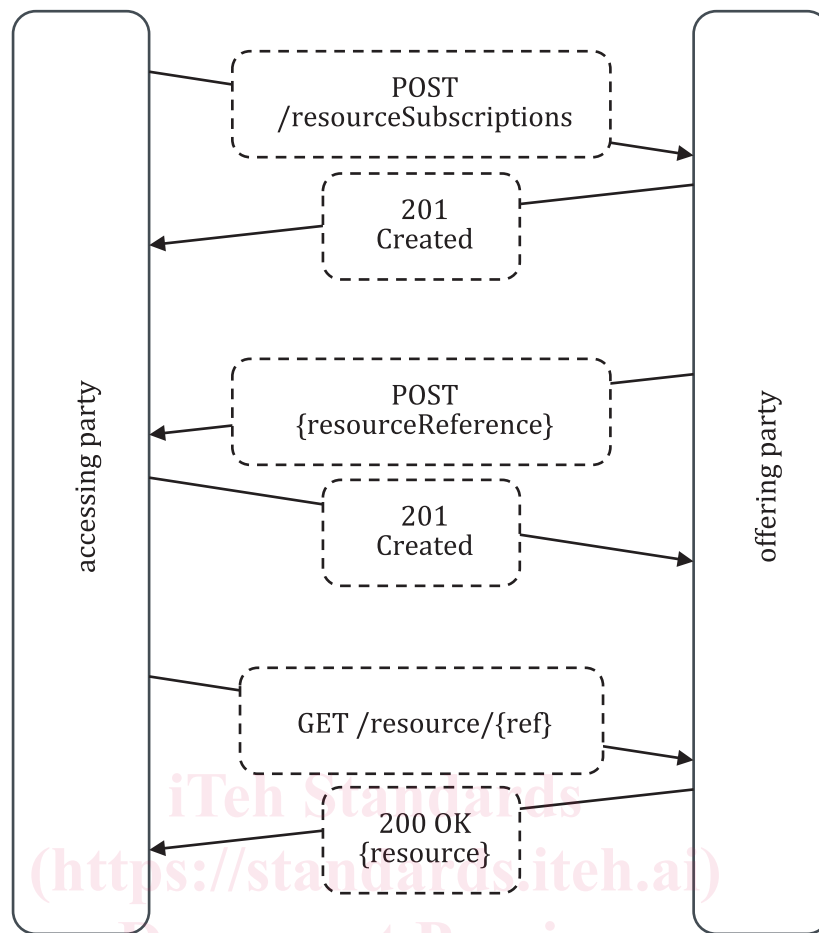 POST
/resourceSubscriptions
201
Created
accessing party
POST
{resourceReference}
offering party
201
Created
GET /resource/{ref}
iTeh Standards
200 OK
{resource}
(https://standards.iteh.ai)